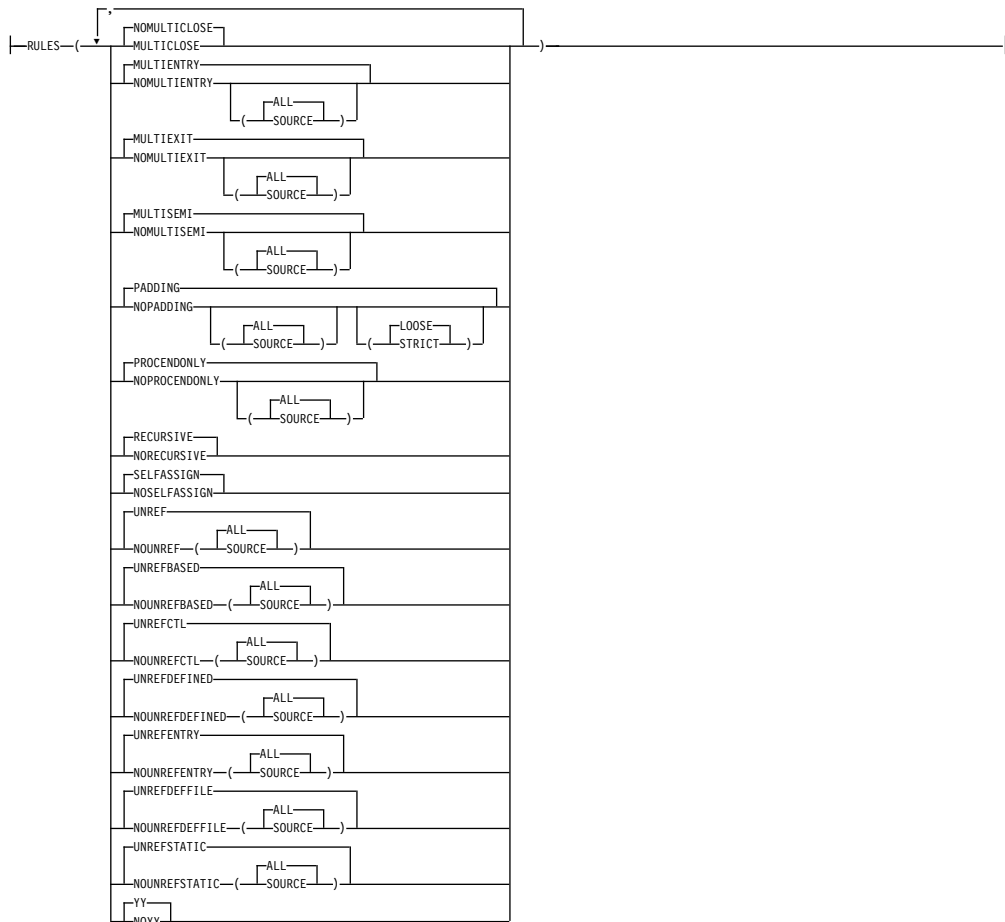 ,
NOMULTICLOSE
RULES ( MULTICLOSE )
MULTIENTRY
NOMULTIENTRY
ALL
( SOURCE )
MULTIEXIT
NOMULTIEXIT
ALL
( SOURCE )
MULTISEMI
NOMULTISEMI
ALL
( SOURCE )
PADDING
NOPADDING
ALL LOOSE
( SOURCE ) ( STRICT )
PROCENDONLY
NOPROCENDONLY
ALL
( SOURCE )
RECURSIVE
NORECURSIVE
SELFASSIGN
NOSELFASSIGN
UNREF
ALL
NOUNREF ( SOURCE )
UNREFBASED
ALL
NOUNREFBASED ( SOURCE )
UNREFCTL
ALL
NOUNREFCTL ( SOURCE )
UNREFDEFINED
ALL
NOUNREFDEFINED ( SOURCE )
UNREFENTRY
ALL
NOUNREFENTRY ( SOURCE )
UNREFDEFFILE
ALL
NOUNREFDEFFILE ( SOURCE )
UNREFSTATIC
ALL
NOUNREFSTATIC ( SOURCE )
YY
NOYY